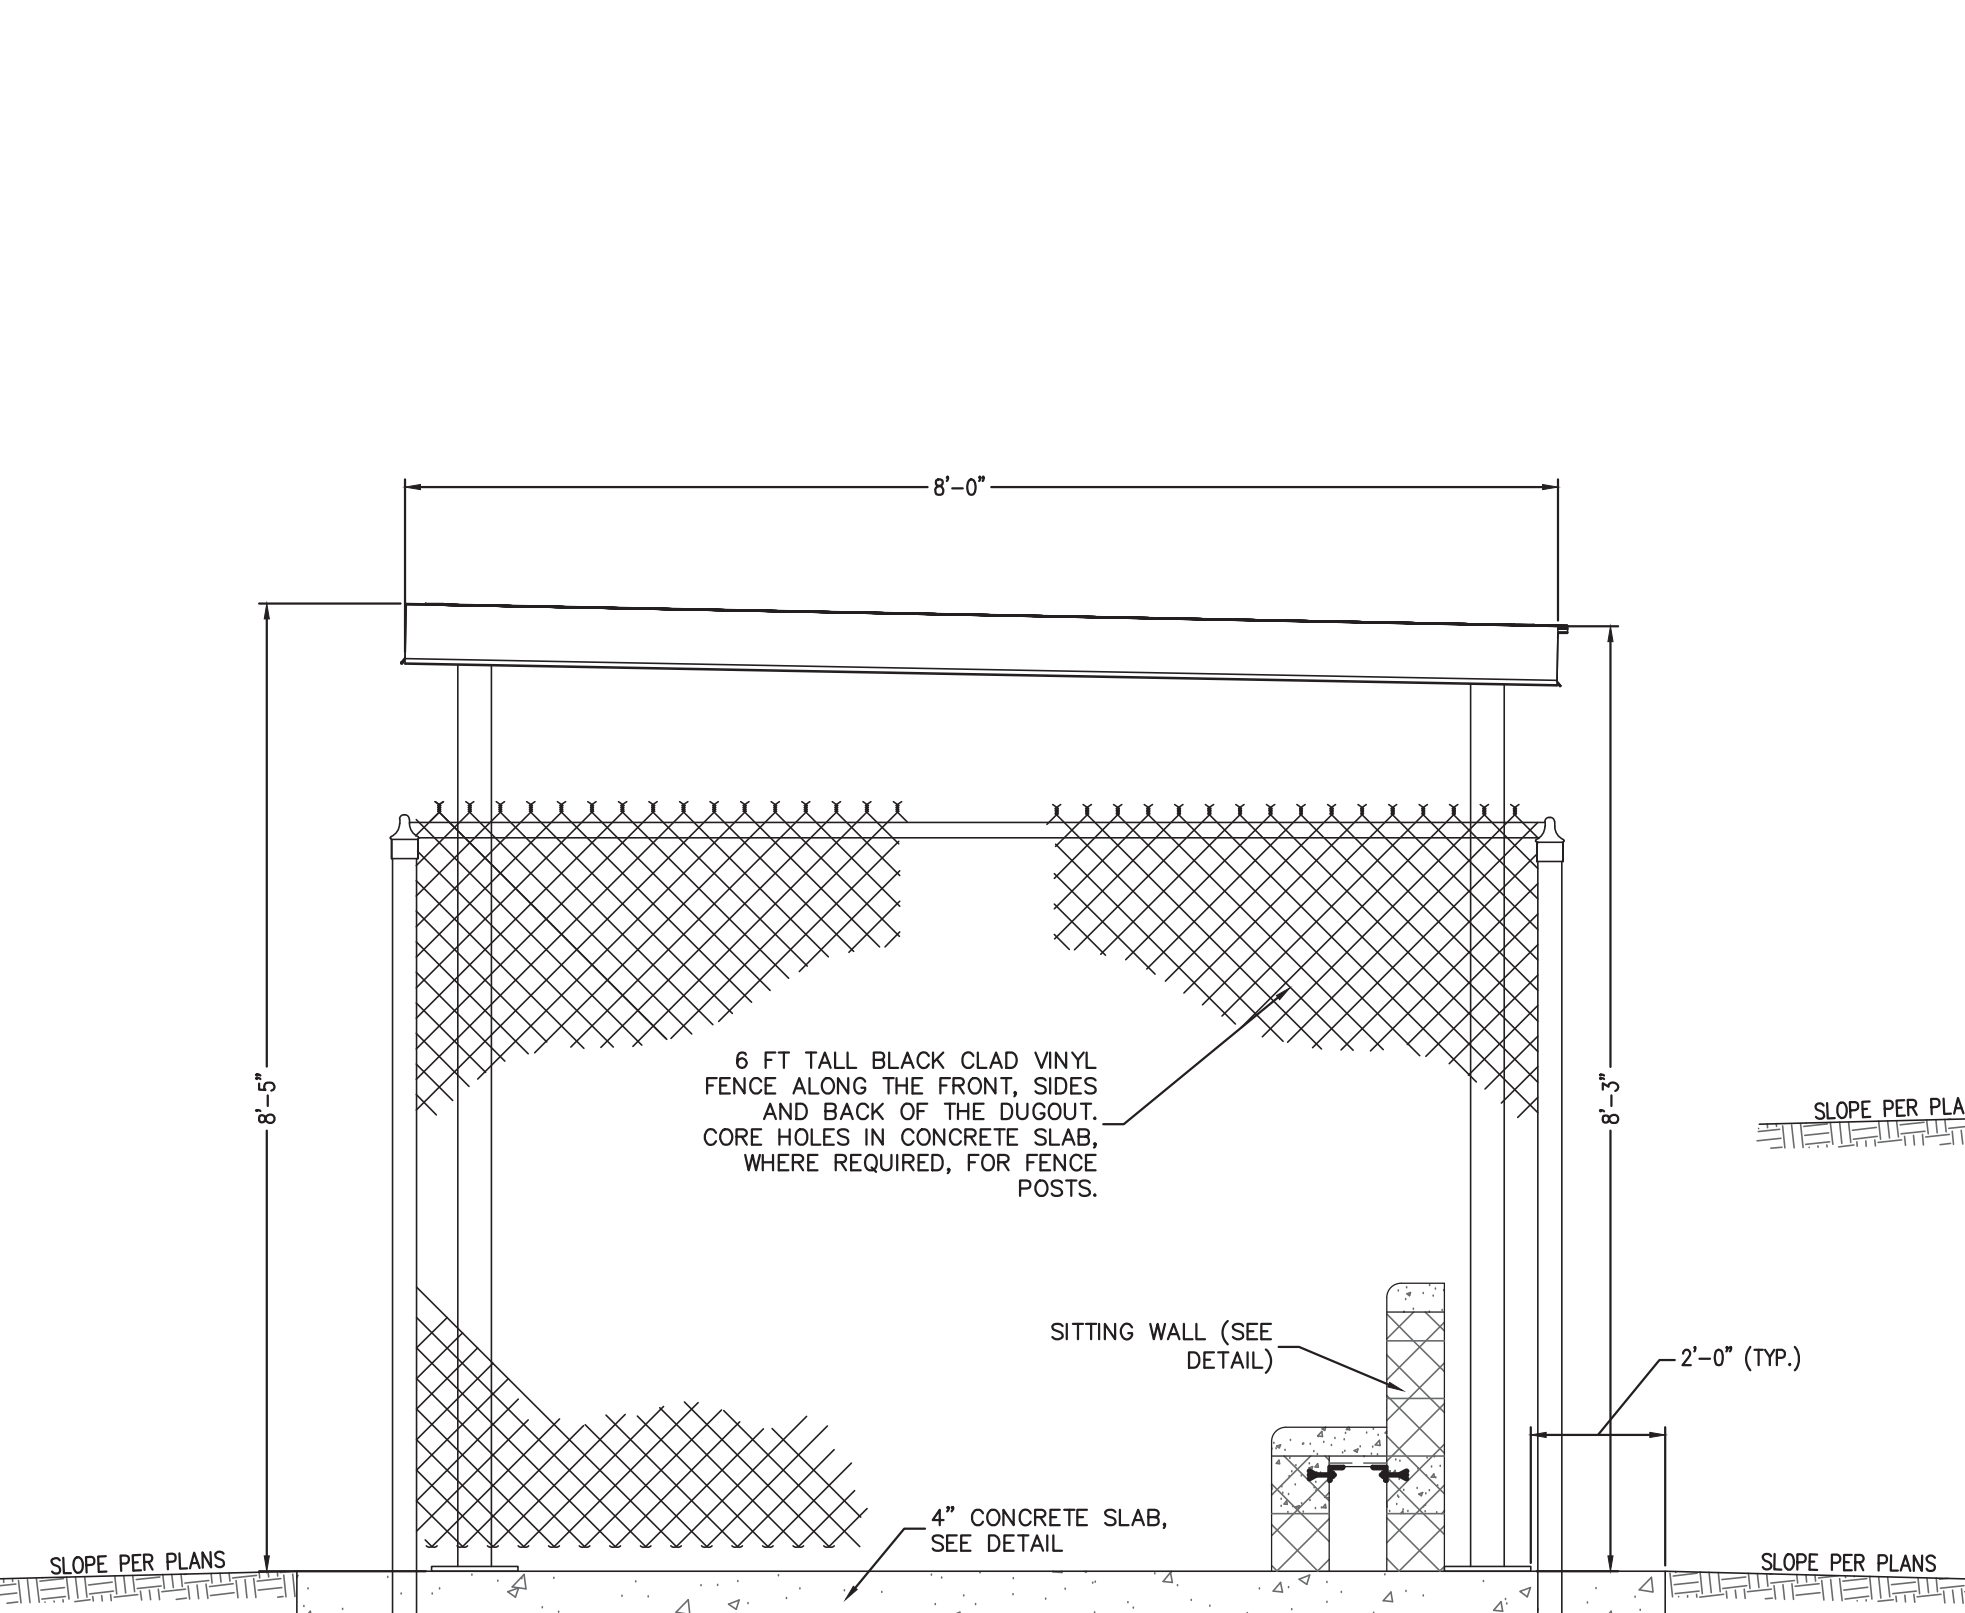 8'-0"
8'-5"
8'-3"
6 FT TALL BLACK CLAD VINYL
FENCE ALONG THE FRONT, SIDES
AND BACK OF THE DUGOUT.
CORE HOLES IN CONCRETE SLAB,
WHERE REQUIRED, FOR FENCE
POSTS.
SLOPE PER PLA
SITTING WALL (SEE
DETAIL)
2'-0" (TYP.)
4" CONCRETE SLAB,
SEE DETAIL
SLOPE PER PLANS
SLOPE PER PLANS